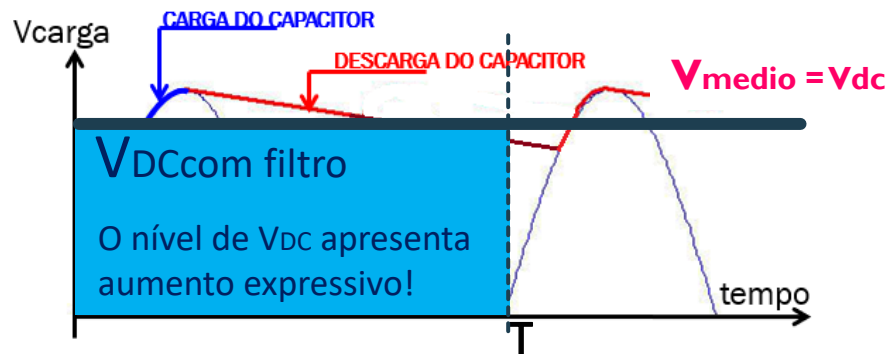 CARGA DO CAPACITOR
Vcarga
DESCARGA DO CAPACITOR
Vmedio = Vdc
VDCcom filtro
O nível de VDC apresenta
aumento expressivo!
tempo
T